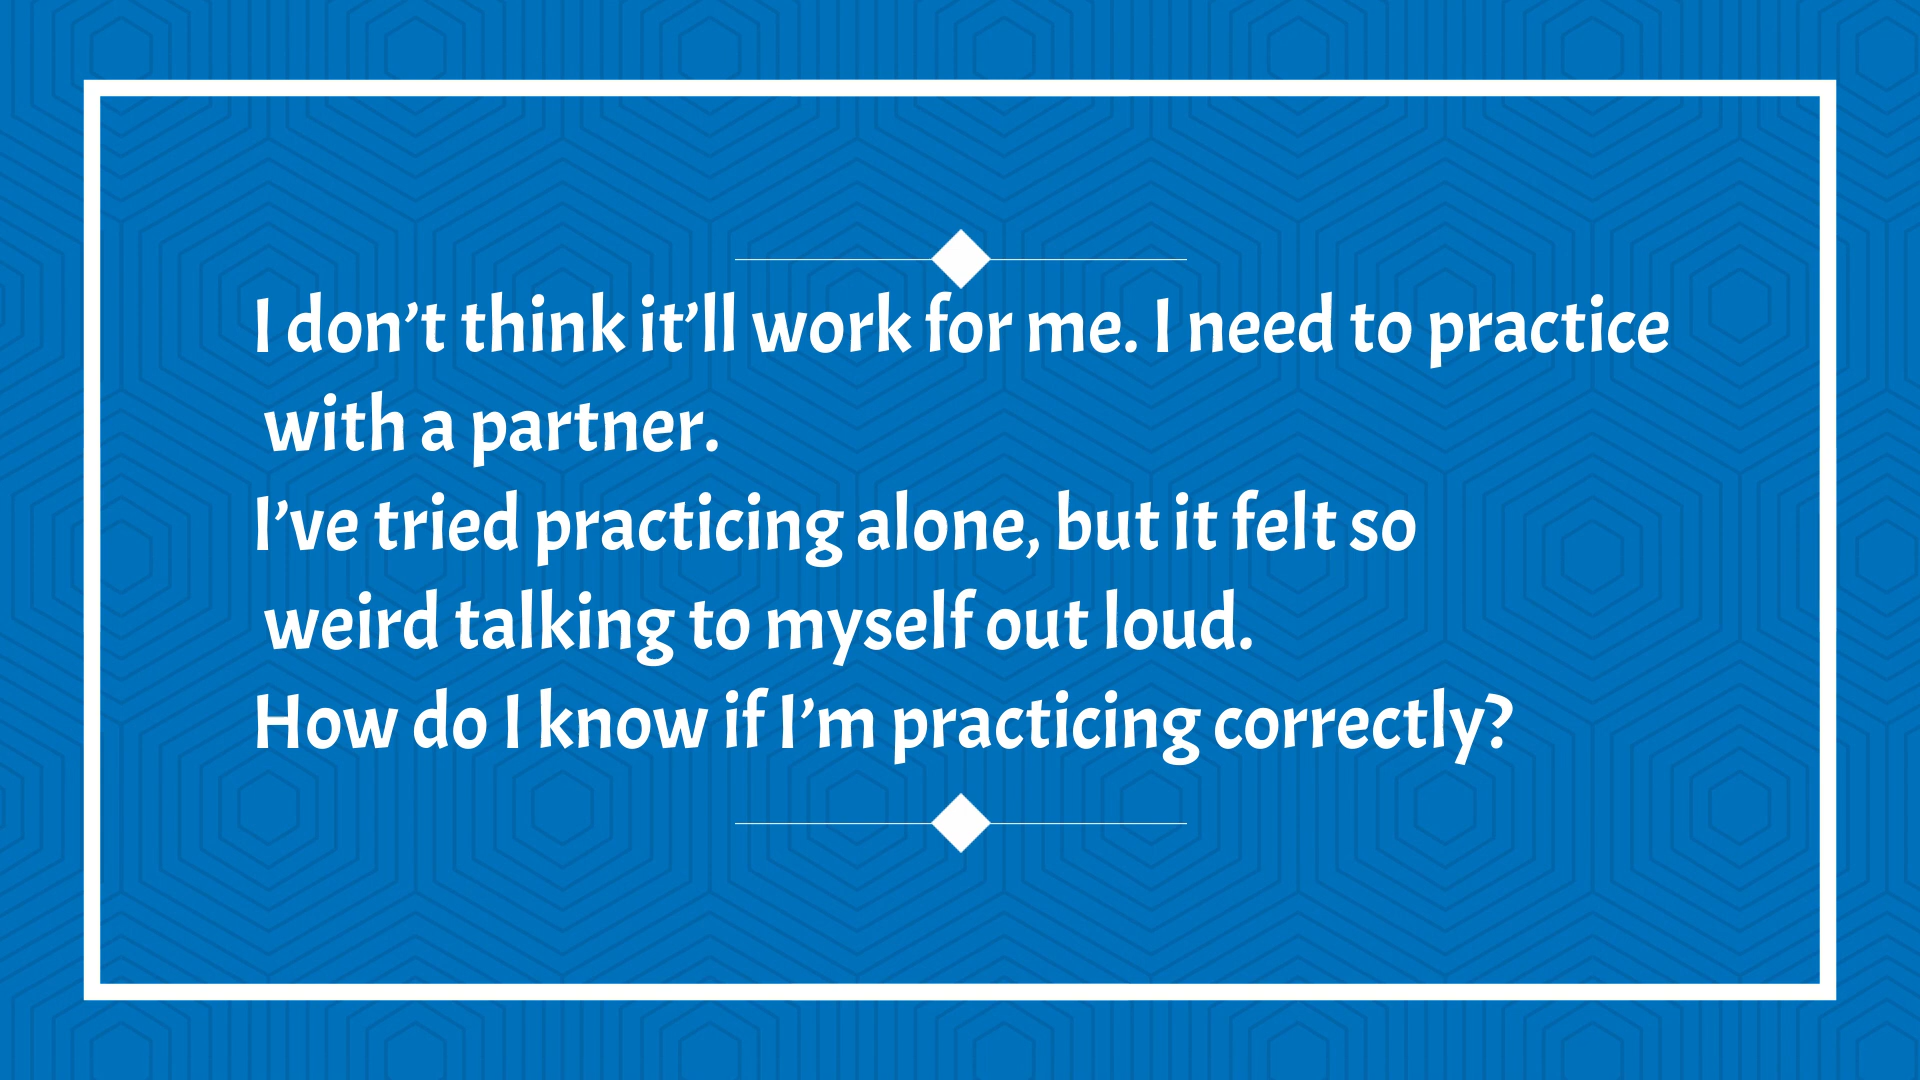 I don’t think it’ll work for me. I need to practice
with a partner.
I’ve tried practicing alone, but it felt so
weird talking to myself out loud.
How do I know if I’m practicing correctly?